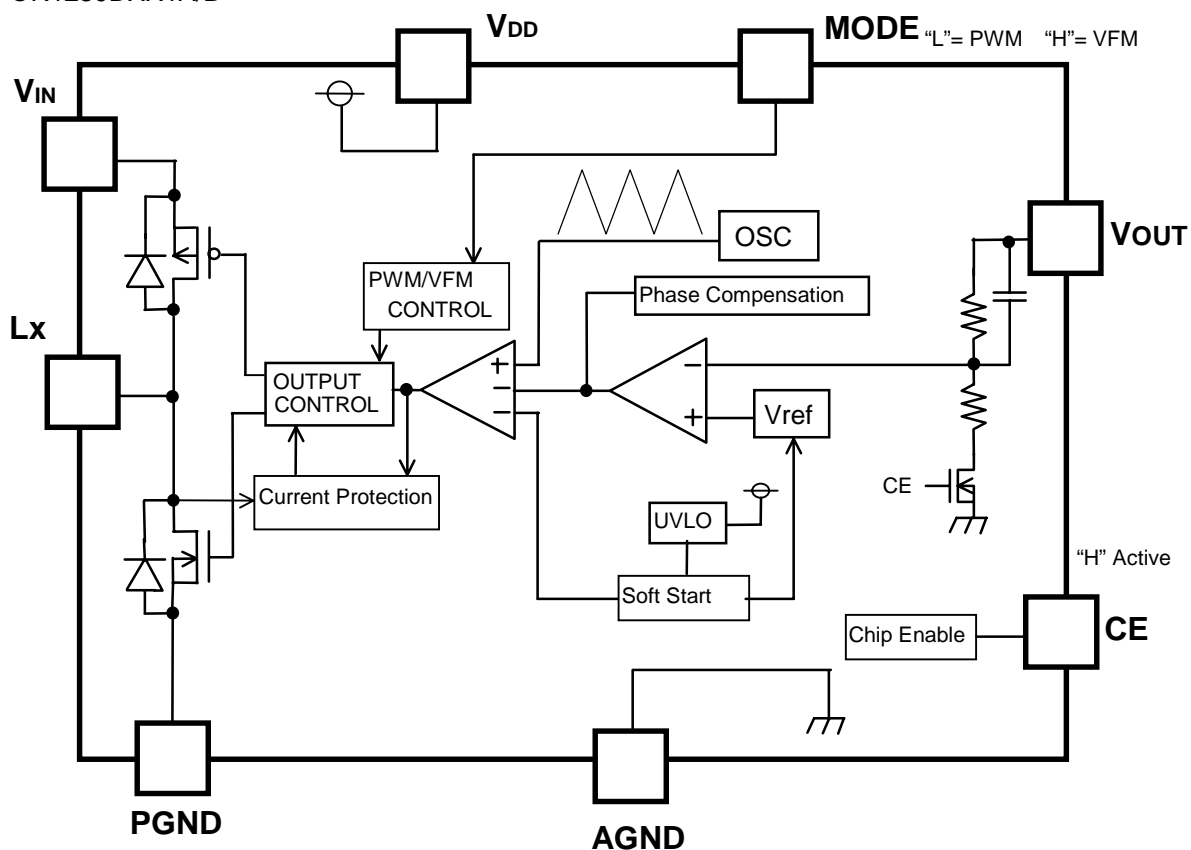 VDD
MODE "L"= PWM "H"= VFM
VIN
OSC
VOUT
PWM/VFM
CONTROL
Phase Compensation
Lx
+
−
−
−
+
OUTPUT
CONTROL
Vref
Current Protection
CE
UVLO
"H" Active
Soft Start
Chip Enable
CE
PGND
AGND